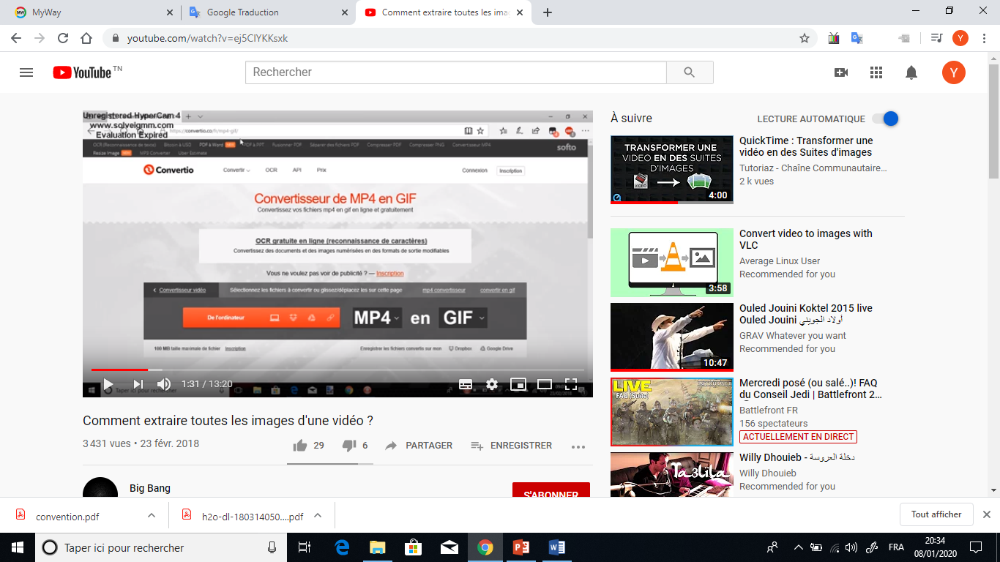 MyWay
Google Traduction
Comment extraire toutes les ima
youtube.com/watch?v=ej5ClYKKsxk
YouTube TN
Rechercher
Y
Unregistered HyperCam 4
www.solveigmm.com
Evaluation Expired
https://convertio.co/fr/mp4-gif/
OCR (Reconnaissance de texte) Bitcoin à USD PDF à Word PDF à PPT Fusionner PDF Séparer des fichiers PDF Compresser PDF Compresser PNG Convertisseur MP4
Resize Image MP3 Converter
softo
Convertio
Convertir OCR API Prix
Connexion Inscription
Convertisseur de MP4 en GIF
Convertissez vos fichiers mp4 en gif en ligne et gratuitement
OCR gratuite en ligne (reconnaissance de caractères)
Convertissez des documents et des images numérisées en des formats de sortie modifiables
Vous ne voulez pas voir de publicité ? — Inscription
Convertisseur vidéo Sélectionnez les fichiers à convertir ou glissez/déplacez les sur cette page mp4 convertisseur convertir en gif
De l'ordinateur
MP4 en GIF
100 MB taille maximale de fichier Inscription
Enregistrer les fichiers convertis sur mon Dropbox Google Drive
1:31 / 13:20
Taper ici pour rechercher
Comment extraire toutes les images d'une vidéo ?
3 431 vues • 23 févr. 2018
29 6 PARTAGER ENREGISTRER
Big Bang
S'ABONNER
À suivre
LECTURE AUTOMATIQUE
TRANSFORMER UNE
VIDEO EN DES SUITES
D'IMAGES
VIDEO
4:00
QuickTime : Transformer une
vidéo en des Suites d'images
Tutoriaz - Chaîne Communautaire...
2 k vues
3:58
Convert video to images with
VLC
Average Linux User
Recommended for you
10:47
Ouled Jouini Koktel 2015 live
Ouled Jouini أولاد الجويني
GRAV Whatever you want
Recommended for you
LIVE
FAQ (Suite)
Mercredi posé (ou salé..)! FAQ
du Conseil Jedi | Battlefront 2...
Battlefront FR
156 spectateurs
ACTUELLEMENT EN DIRECT
Ta3lila
Willy Dhouieb - دخلة العروسة
Willy Dhouieb
Recommended for you
convention.pdf
h2o-dl-180314050....pdf
Tout afficher
Taper ici pour rechercher
FRA
20:34
08/01/2020